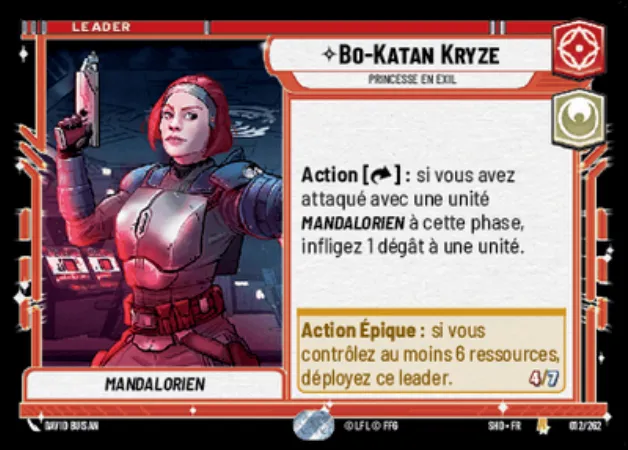 LEADER
BO-KATAN KRYZE
PRINCESSE EN EXIL
Action [ ] : si vous avez
attaqué avec une unité
MANDALORIEN à cette phase,
infligez 1 dégât à une unité.
Action Épique : si vous
contrôlez au moins 6 ressources,
déployez ce leader. 4/7
MANDALORIEN
DAVID BUISAN
© LFL © FFG
SHD • FR
012/262